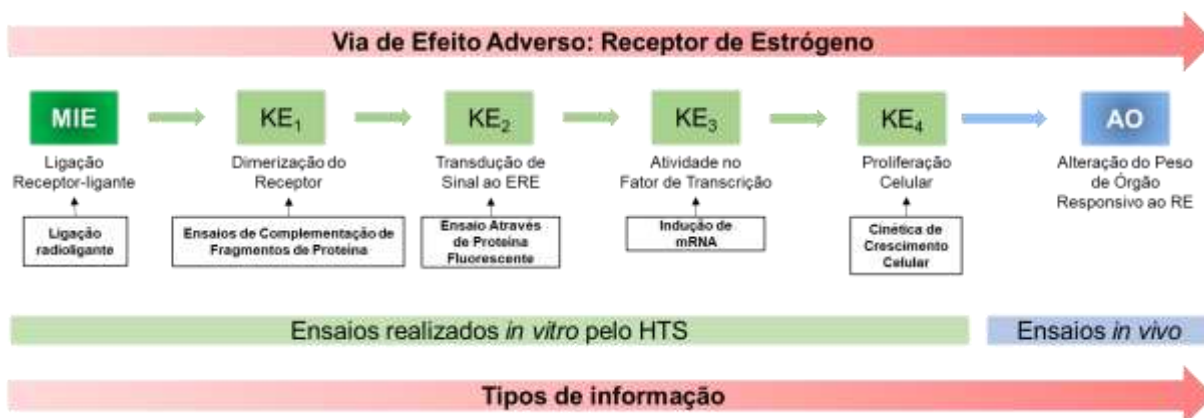 Via de Efeito Adverso: Receptor de Estrógeno
MIE
KE1
KE2
KE3
KE4
AO
Ligação
Receptor-ligante
Dimerização do
Receptor
Transdução de
Sinal ao ERE
Atividade no
Fator de Transcrição
Proliferação
Celular
Alteração do Peso
de Órgão
Responsivo ao RE
Ligação
radioligante
Ensaios de Complementação de
Fragmentos de Proteína
Ensaio Através
de Proteína
Fluorescente
Indução de
mRNA
Cinética de
Crescimento
Celular
Ensaios realizados in vitro pelo HTS
Ensaios in vivo
Tipos de informação